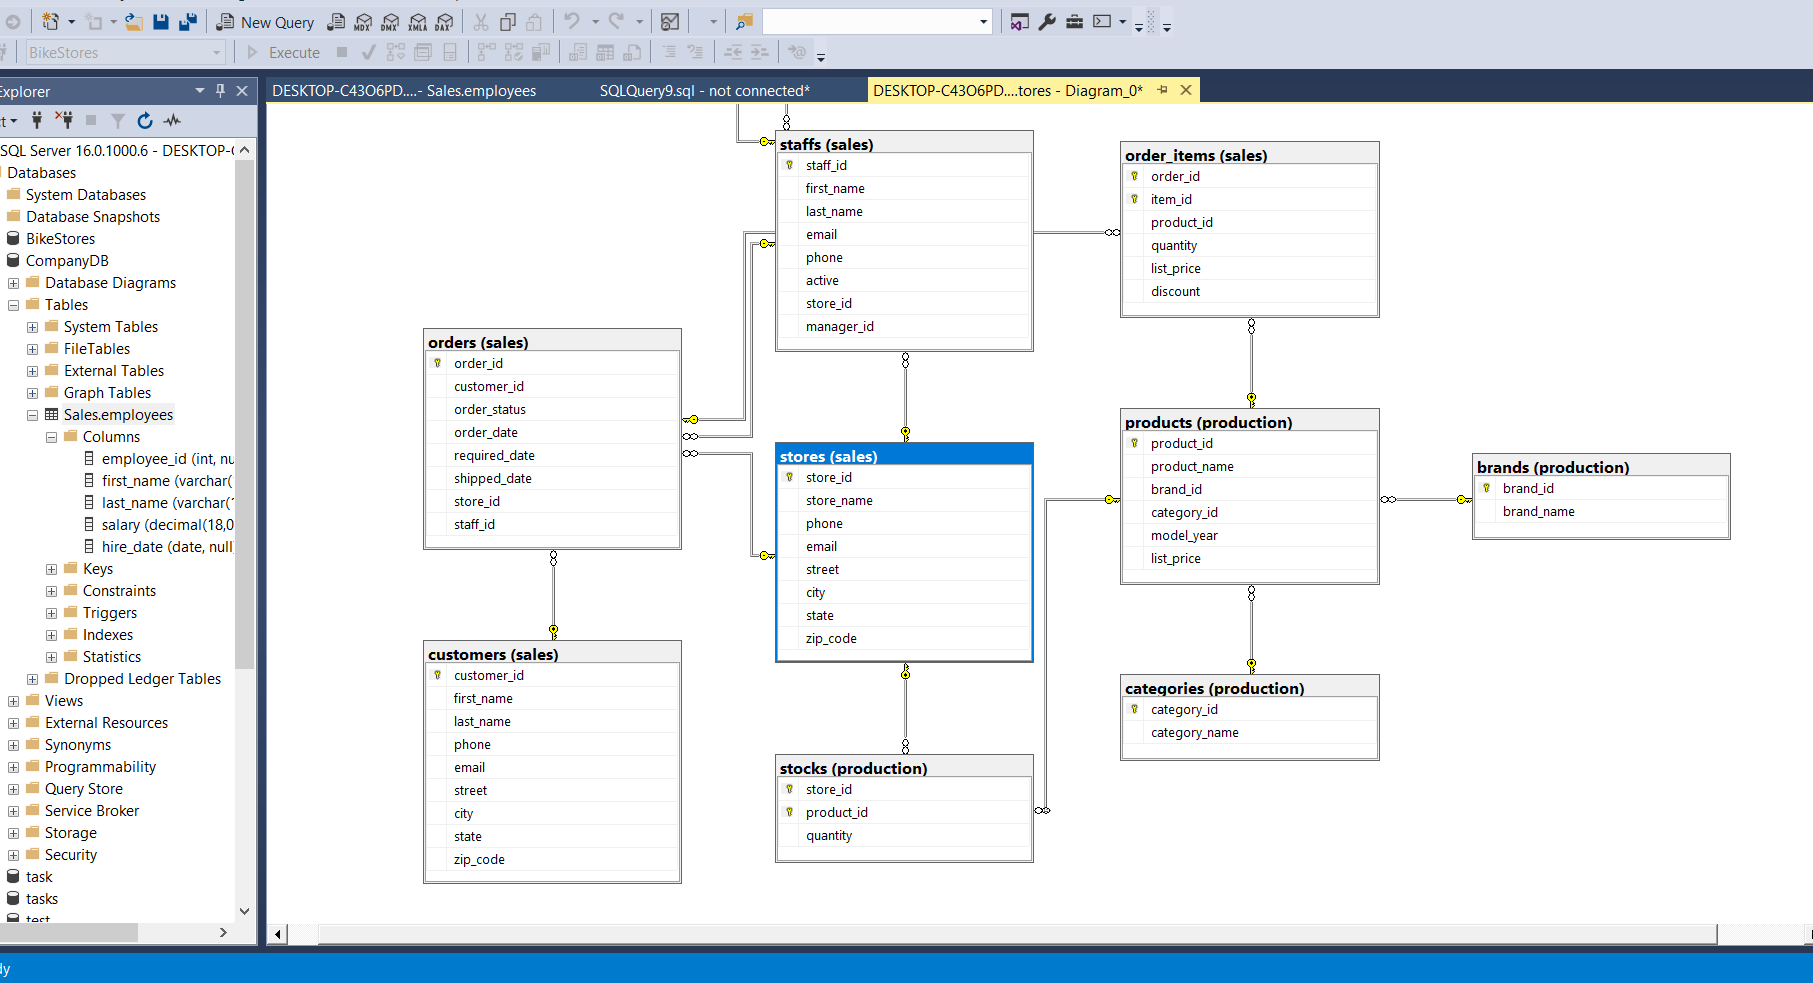 New Query
MDX
DMX
XMLA
DAX
BikeStores
Execute
Explorer
DESKTOP-C43O6PD....- Sales.employees
SQLQuery9.sql - not connected*
DESKTOP-C43O6PD....tores - Diagram_0*
ct
SQL Server 16.0.1000.6 - DESKTOP-C
Databases
System Databases
Database Snapshots
BikeStores
CompanyDB
Database Diagrams
Tables
System Tables
FileTables
External Tables
Graph Tables
Sales.employees
Columns
employee_id (int, nu
first_name (varchar(
last_name (varchar(
salary (decimal(18,0
hire_date (date, null
Keys
Constraints
Triggers
Indexes
Statistics
Dropped Ledger Tables
Views
External Resources
Synonyms
Programmability
Query Store
Service Broker
Storage
Security
task
tasks
test
staffs (sales)
staff_id
first_name
last_name
email
phone
active
store_id
manager_id
order_items (sales)
order_id
item_id
product_id
quantity
list_price
discount
orders (sales)
order_id
customer_id
order_status
order_date
required_date
shipped_date
store_id
staff_id
stores (sales)
store_id
store_name
phone
email
street
city
state
zip_code
products (production)
product_id
product_name
brand_id
category_id
model_year
list_price
brands (production)
brand_id
brand_name
customers (sales)
customer_id
first_name
last_name
phone
email
street
city
state
zip_code
stocks (production)
store_id
product_id
quantity
categories (production)
category_id
category_name
dy